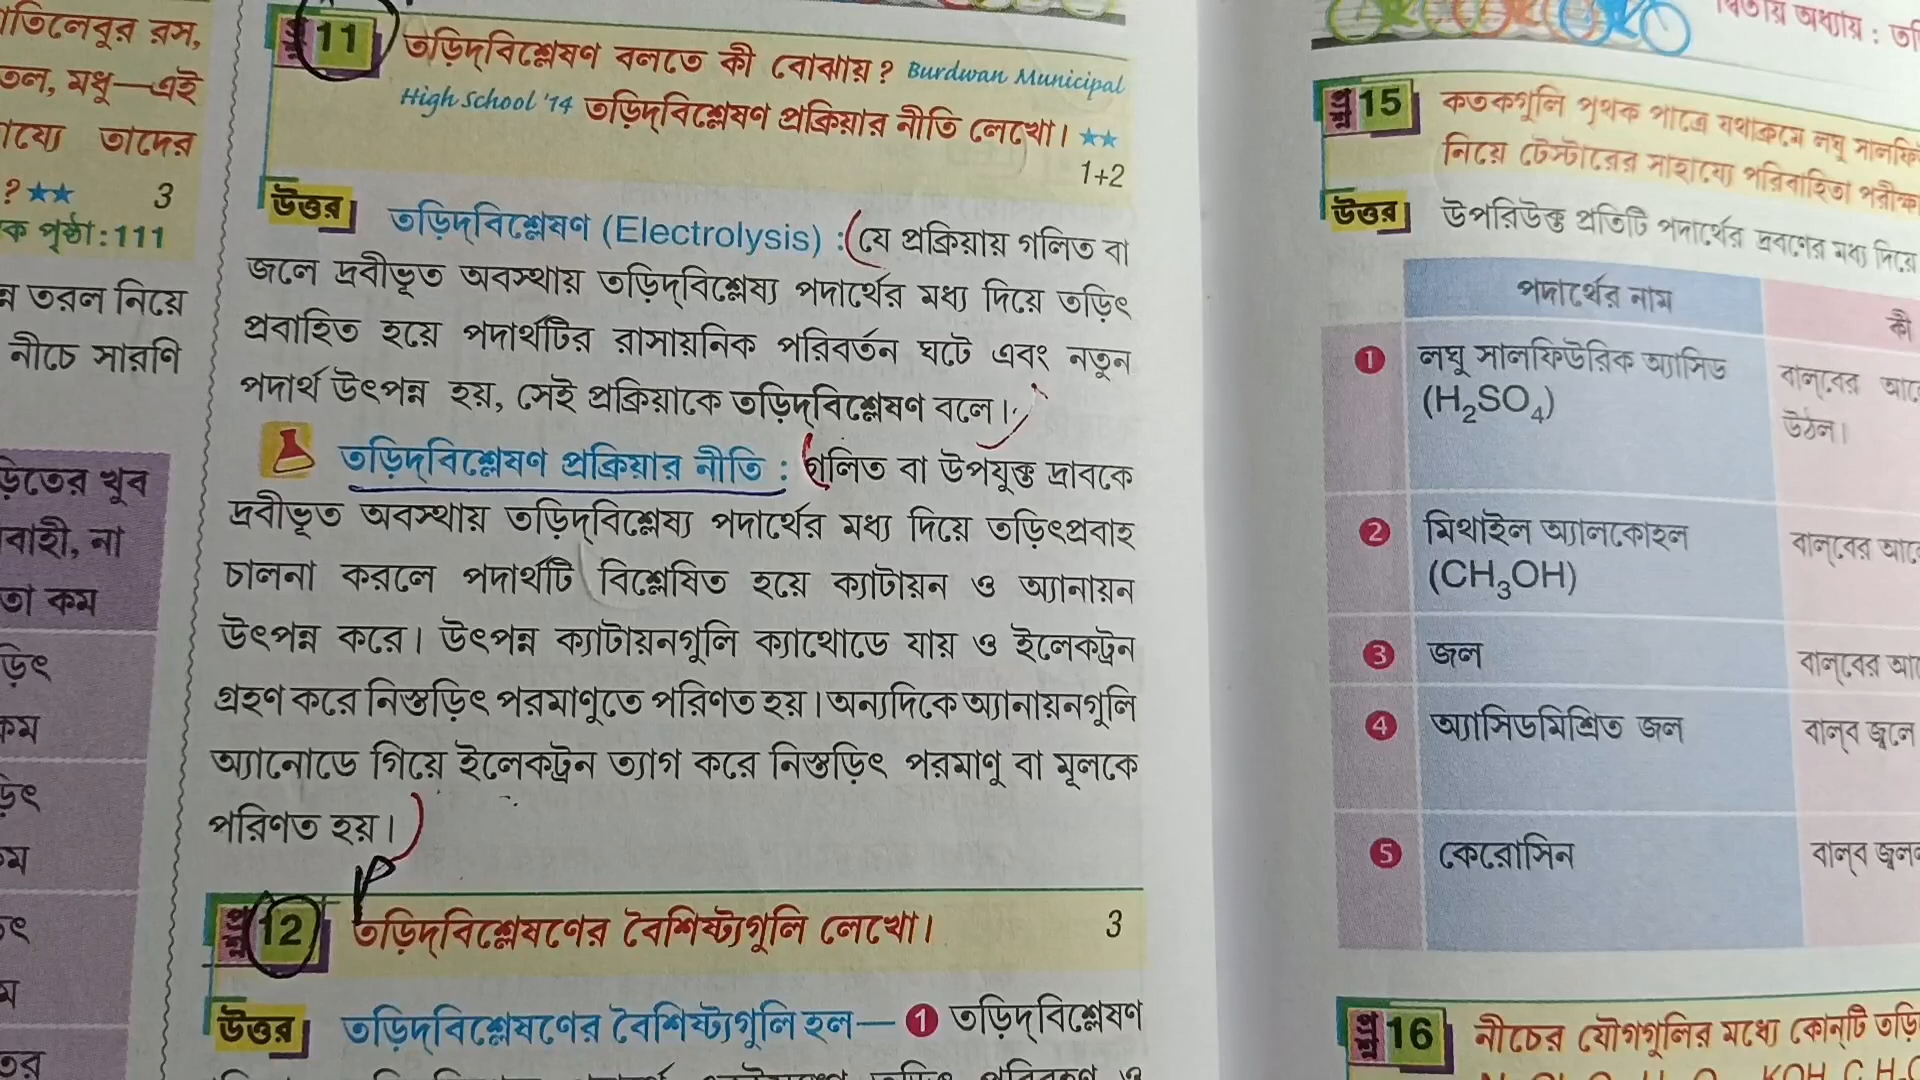 তিলেবুর রস,
তেল, মধু—এই
তাদের
? ★★ 3
পৃষ্ঠা:111
তরল নিয়ে
নীচে সারণি
খুব
না
কম
প্রশ্ন 11 তড়িদ্‌বিশ্লেষণ বলতে কী বোঝায়? Burdwan Municipal
High School '14 তড়িদ্‌বিশ্লেষণ প্রক্রিয়ার নীতি লেখো। ★★
1+2
উত্তর তড়িদ্‌বিশ্লেষণ (Electrolysis) : যে প্রক্রিয়ায় গলিত বা
জলে দ্রবীভূত অবস্থায় তড়িদ্‌বিশ্লেষ্য পদার্থের মধ্য দিয়ে তড়িৎ
প্রবাহিত হয়ে পদার্থটির রাসায়নিক পরিবর্তন ঘটে এবং নতুন
পদার্থ উৎপন্ন হয়, সেই প্রক্রিয়াকে তড়িদ্‌বিশ্লেষণ বলে।
তড়িদ্‌বিশ্লেষণ প্রক্রিয়ার নীতি : গলিত বা উপযুক্ত দ্রাবকে
দ্রবীভূত অবস্থায় তড়িদ্‌বিশ্লেষ্য পদার্থের মধ্য দিয়ে তড়িৎপ্রবাহ
চালনা করলে পদার্থটি বিশ্লেষিত হয়ে ক্যাটায়ন ও অ্যানায়ন
উৎপন্ন করে। উৎপন্ন ক্যাটায়নগুলি ক্যাথোডে যায় ও ইলেকট্রন
গ্রহণ করে নিস্তড়িৎ পরমাণুতে পরিণত হয়। অন্যদিকে অ্যানায়নগুলি
অ্যানোডে গিয়ে ইলেকট্রন ত্যাগ করে নিস্তড়িৎ পরমাণু বা মূলকে
পরিণত হয়।
প্রশ্ন 12 তড়িদ্‌বিশ্লেষণের বৈশিষ্ট্যগুলি লেখো। 3
উত্তর তড়িদ্‌বিশ্লেষণের বৈশিষ্ট্যগুলি হল— 1 তড়িদ্‌বিশ্লেষণ
দ্বিতীয় অধ্যায় :
প্রশ্ন 15 কতকগুলি পৃথক পাত্রে যথাক্রমে লঘু
নিয়ে টেস্টারের সাহায্যে পরিবাহিতা
উত্তর উপরিউক্ত প্রতিটি পদার্থের দ্রবণের মধ্য দিয়ে
পদার্থের নাম কী
1 লঘু সালফিউরিক অ্যাসিড বাল্‌বের
(H₂SO₄) উঠল।
2 মিথাইল অ্যালকোহল বাল্‌বের
(CH₃OH)
3 জল বাল্‌বের
4 অ্যাসিডমিশ্রিত জল বাল্‌ব জ্বলে
5 কেরোসিন বাল্‌ব
প্রশ্ন 16 নীচের যৌগগুলির মধ্যে কোন্‌টি